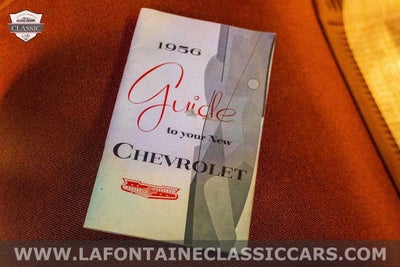 CLASSIC
1956
Guide
to your New
CHEVROLET
WWW.LAFONTAINECLASSICCARS.COM